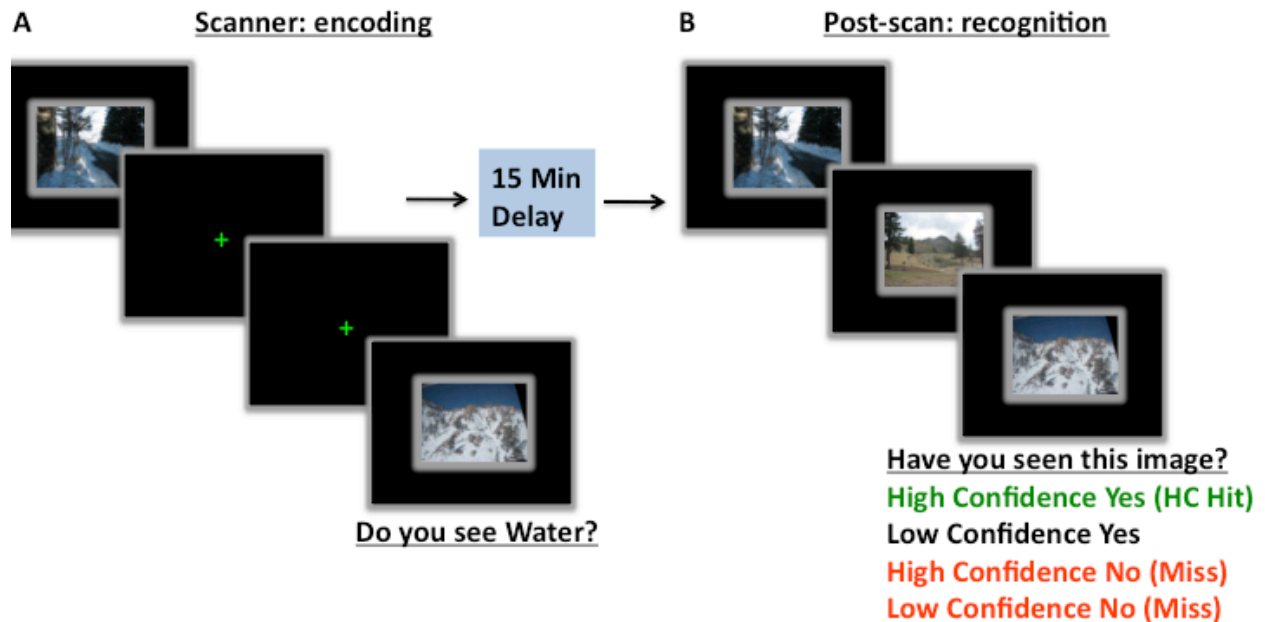 A
Scanner: encoding
15 Min
Delay
Do you see Water?
B
Post-scan: recognition
Have you seen this image?
High Confidence Yes (HC Hit)
Low Confidence Yes
High Confidence No (Miss)
Low Confidence No (Miss)